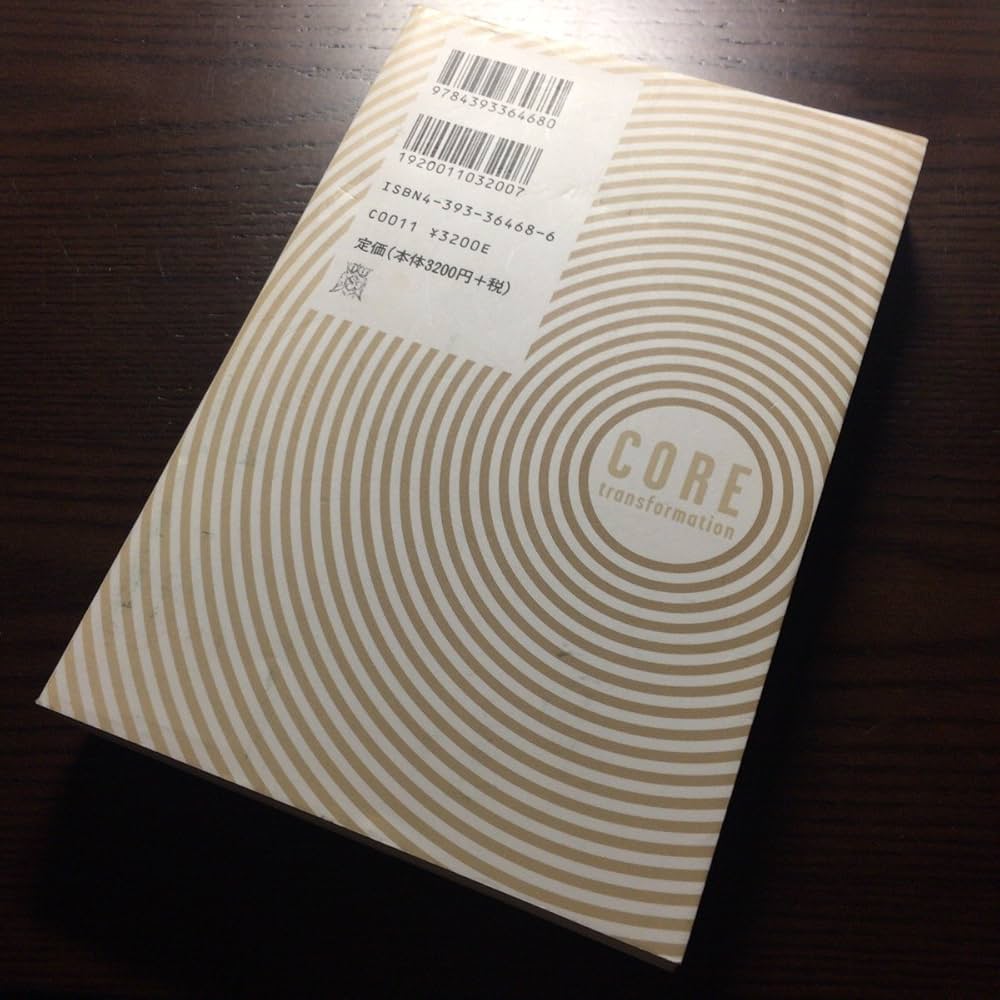 9784393364680
1920011032007
ISBN4-393-36468-6
C0011 ¥3200E
定価(本体3200円+税)
CORE
transformation